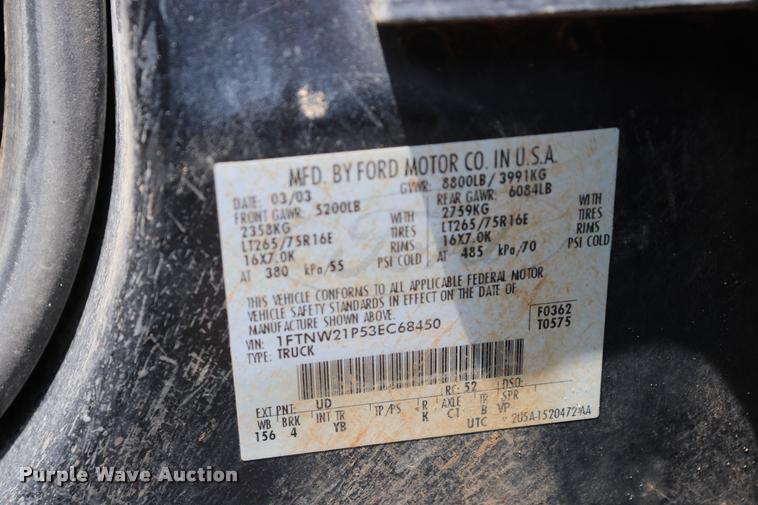 MFD. BY FORD MOTOR CO. IN U.S.A.
DATE: 03/03 GVWR: 8800LB/3991KG
FRONT GAWR: 5200LB REAR GAWR: 6084LB
2358KG WITH 2759KG WITH
LT265/75R16E TIRES LT265/75R16E TIRES
16X7.0K RIMS 16X7.0K RIMS
AT 380 kPa/55 PSI COLD AT 485 kPa/70 PSI COLD
THIS VEHICLE CONFORMS TO ALL APPLICABLE FEDERAL MOTOR
VEHICLE SAFETY STANDARDS IN EFFECT ON THE DATE OF
MANUFACTURE SHOWN ABOVE.
F0362
T0575
VIN: 1FTNW21P53EC68450
TYPE: TRUCK
EXT PNT: UD RC: 52 DSO:
WB BRK INT TR TP/PS R AXLE TR SPR
156 4 YB K C1 B VP
UTC 2U5A-1520472-AA
Purple Wave Auction